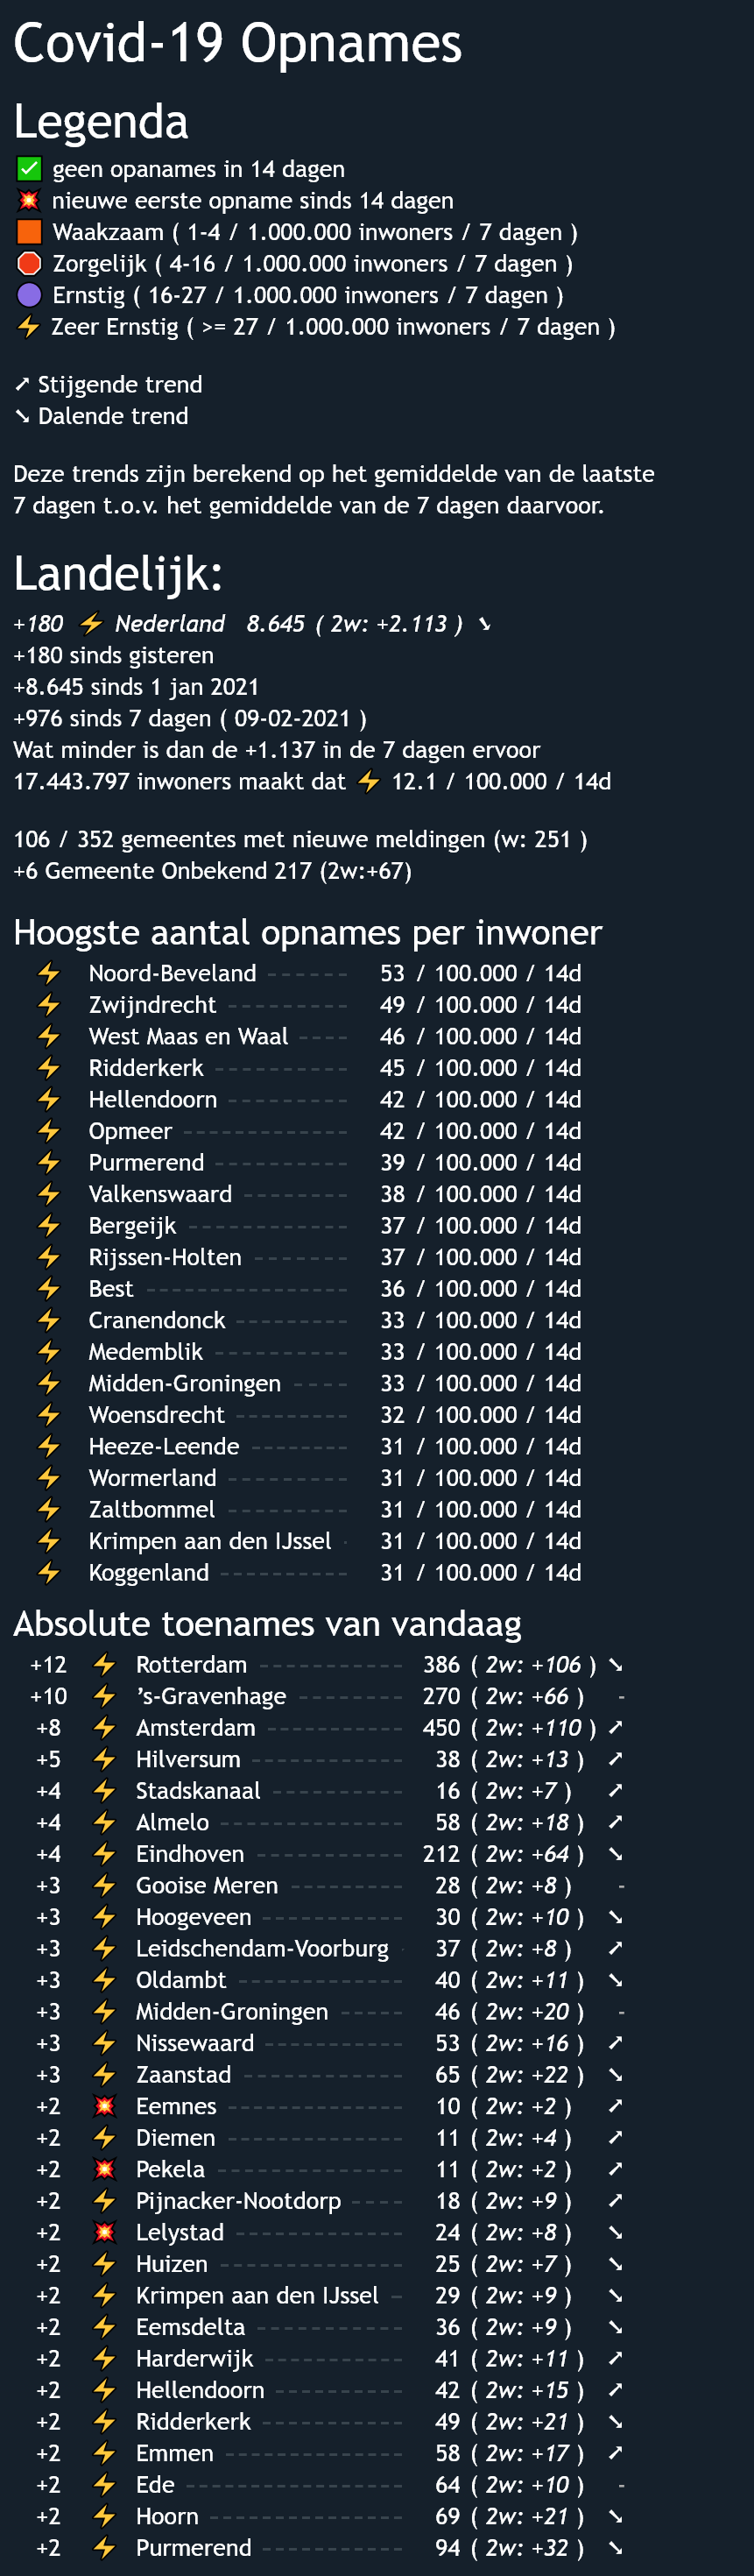 Covid-19 Opnames
Legenda
✅ geen opanames in 14 dagen
💥 nieuwe eerste opname sinds 14 dagen
🟧 Waakzaam ( 1-4 / 1.000.000 inwoners / 7 dagen )
🛑 Zorgelijk ( 4-16 / 1.000.000 inwoners / 7 dagen )
🟣 Ernstig ( 16-27 / 1.000.000 inwoners / 7 dagen )
⚡ Zeer Ernstig ( >= 27 / 1.000.000 inwoners / 7 dagen )
➚ Stijgende trend
➘ Dalende trend
Deze trends zijn berekend op het gemiddelde van de laatste
7 dagen t.o.v. het gemiddelde van de 7 dagen daarvoor.
Landelijk:
+180 ⚡ Nederland 8.645 ( 2w: +2.113 ) ➘
+180 sinds gisteren
+8.645 sinds 1 jan 2021
+976 sinds 7 dagen ( 09-02-2021 )
Wat minder is dan de +1.137 in de 7 dagen ervoor
17.443.797 inwoners maakt dat ⚡ 12.1 / 100.000 / 14d
106 / 352 gemeentes met nieuwe meldingen (w: 251 )
+6 Gemeente Onbekend 217 (2w:+67)
Hoogste aantal opnames per inwoner
⚡ Noord-Beveland ------ 53 / 100.000 / 14d
⚡ Zwijndrecht --------- 49 / 100.000 / 14d
⚡ West Maas en Waal ---- 46 / 100.000 / 14d
⚡ Ridderkerk ---------- 45 / 100.000 / 14d
⚡ Hellendoorn --------- 42 / 100.000 / 14d
⚡ Opmeer ------------ 42 / 100.000 / 14d
⚡ Purmerend ---------- 39 / 100.000 / 14d
⚡ Valkenswaard -------- 38 / 100.000 / 14d
⚡ Bergeijk ------------ 37 / 100.000 / 14d
⚡ Rijssen-Holten ------- 37 / 100.000 / 14d
⚡ Best --------------- 36 / 100.000 / 14d
⚡ Cranendonck -------- 33 / 100.000 / 14d
⚡ Medemblik ---------- 33 / 100.000 / 14d
⚡ Midden-Groningen ---- 33 / 100.000 / 14d
⚡ Woensdrecht -------- 32 / 100.000 / 14d
⚡ Heeze-Leende ------- 31 / 100.000 / 14d
⚡ Wormerland --------- 31 / 100.000 / 14d
⚡ Zaltbommel --------- 31 / 100.000 / 14d
⚡ Krimpen aan den IJssel - 31 / 100.000 / 14d
⚡ Koggenland ---------- 31 / 100.000 / 14d
Absolute toenames van vandaag
+12 ⚡ Rotterdam ----------- 386 ( 2w: +106 ) ➘
+10 ⚡ 's-Gravenhage --------- 270 ( 2w: +66 ) -
+8 ⚡ Amsterdam ---------- 450 ( 2w: +110 ) ➚
+5 ⚡ Hilversum ----------- 38 ( 2w: +13 ) ➚
+4 ⚡ Stadskanaal ---------- 16 ( 2w: +7 ) ➚
+4 ⚡ Almelo -------------- 58 ( 2w: +18 ) ➚
+4 ⚡ Eindhoven ----------- 212 ( 2w: +64 ) ➘
+3 ⚡ Gooise Meren -------- 28 ( 2w: +8 ) -
+3 ⚡ Hoogeveen ---------- 30 ( 2w: +10 ) ➘
+3 ⚡ Leidschendam-Voorburg - 37 ( 2w: +8 ) ➚
+3 ⚡ Oldambt ------------ 40 ( 2w: +11 ) ➘
+3 ⚡ Midden-Groningen ----- 46 ( 2w: +20 ) -
+3 ⚡ Nissewaard ---------- 53 ( 2w: +16 ) ➚
+3 ⚡ Zaanstad ------------ 65 ( 2w: +22 ) ➘
+2 💥 Eemnes ------------- 10 ( 2w: +2 ) ➚
+2 ⚡ Diemen ------------- 11 ( 2w: +4 ) ➚
+2 💥 Pekela -------------- 11 ( 2w: +2 ) ➚
+2 ⚡ Pijnacker-Nootdorp ---- 18 ( 2w: +9 ) ➚
+2 💥 Lelystad ------------ 24 ( 2w: +8 ) ➘
+2 ⚡ Huizen -------------- 25 ( 2w: +7 ) ➘
+2 ⚡ Krimpen aan den IJssel - 29 ( 2w: +9 ) ➘
+2 ⚡ Eemsdelta ----------- 36 ( 2w: +9 ) ➘
+2 ⚡ Harderwijk ---------- 41 ( 2w: +11 ) ➚
+2 ⚡ Hellendoorn --------- 42 ( 2w: +15 ) ➚
+2 ⚡ Ridderkerk ---------- 49 ( 2w: +21 ) ➘
+2 ⚡ Emmen ------------- 58 ( 2w: +17 ) ➚
+2 ⚡ Ede ---------------- 64 ( 2w: +10 ) -
+2 ⚡ Hoorn -------------- 69 ( 2w: +21 ) ➘
+2 ⚡ Purmerend ---------- 94 ( 2w: +32 ) ➘